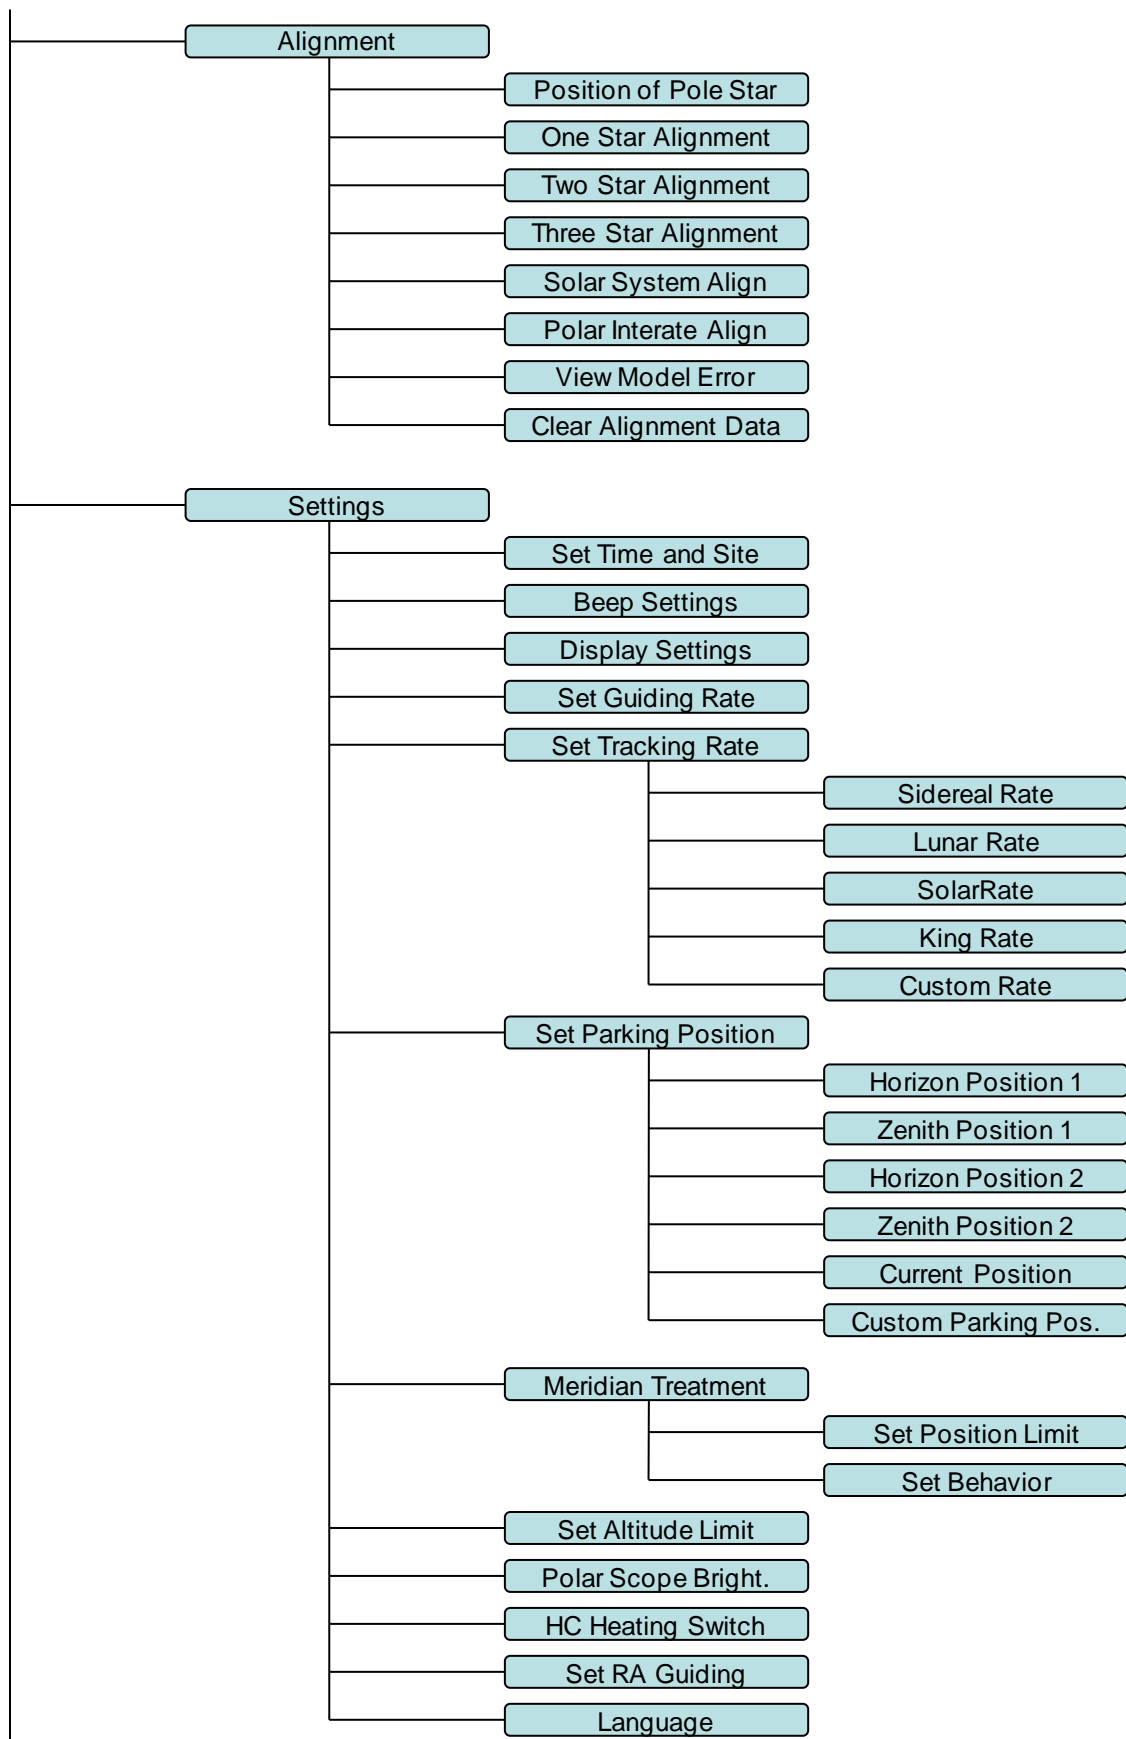 Alignment
Position of Pole Star
One Star Alignment
Two Star Alignment
Three Star Alignment
Solar System Align
Polar Interate Align
View Model Error
Clear Alignment Data
Settings
Set Time and Site
Beep Settings
Display Settings
Set Guiding Rate
Set Tracking Rate
Sidereal Rate
Lunar Rate
SolarRate
King Rate
Custom Rate
Set Parking Position
Horizon Position 1
Zenith Position 1
Horizon Position 2
Zenith Position 2
Current Position
Custom Parking Pos.
Meridian Treatment
Set Position Limit
Set Behavior
Set Altitude Limit
Polar Scope Bright.
HC Heating Switch
Set RA Guiding
Language